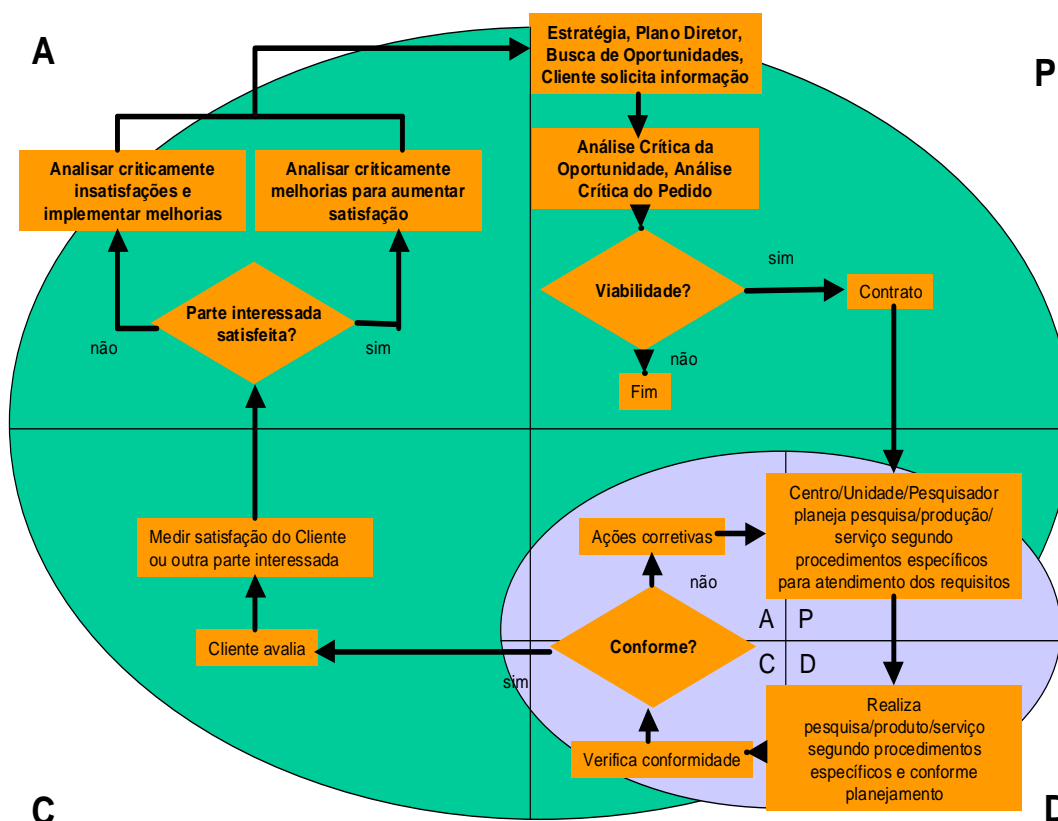 A
P
Estratégia, Plano Diretor,
Busca de Oportunidades,
Cliente solicita informação
Análise Crítica da
Oportunidade, Análise
Crítica do Pedido
Analisar criticamente
insatisfações e
implementar melhorias
Analisar criticamente
melhorias para aumentar
satisfação
Viabilidade?
sim
Contrato
não
Fim
Parte interessada
satisfeita?
não
sim
Centro/Unidade/Pesquisador
planeja pesquisa/produção/
serviço segundo
procedimentos específicos
para atendimento dos requisitos
Ações corretivas
não
Medir satisfação do Cliente
ou outra parte interessada
A
P
Cliente avalia
Conforme?
sim
C
D
Realiza
pesquisa/produto/serviço
segundo procedimentos
específicos e conforme
planejamento
Verifica conformidade
C
D